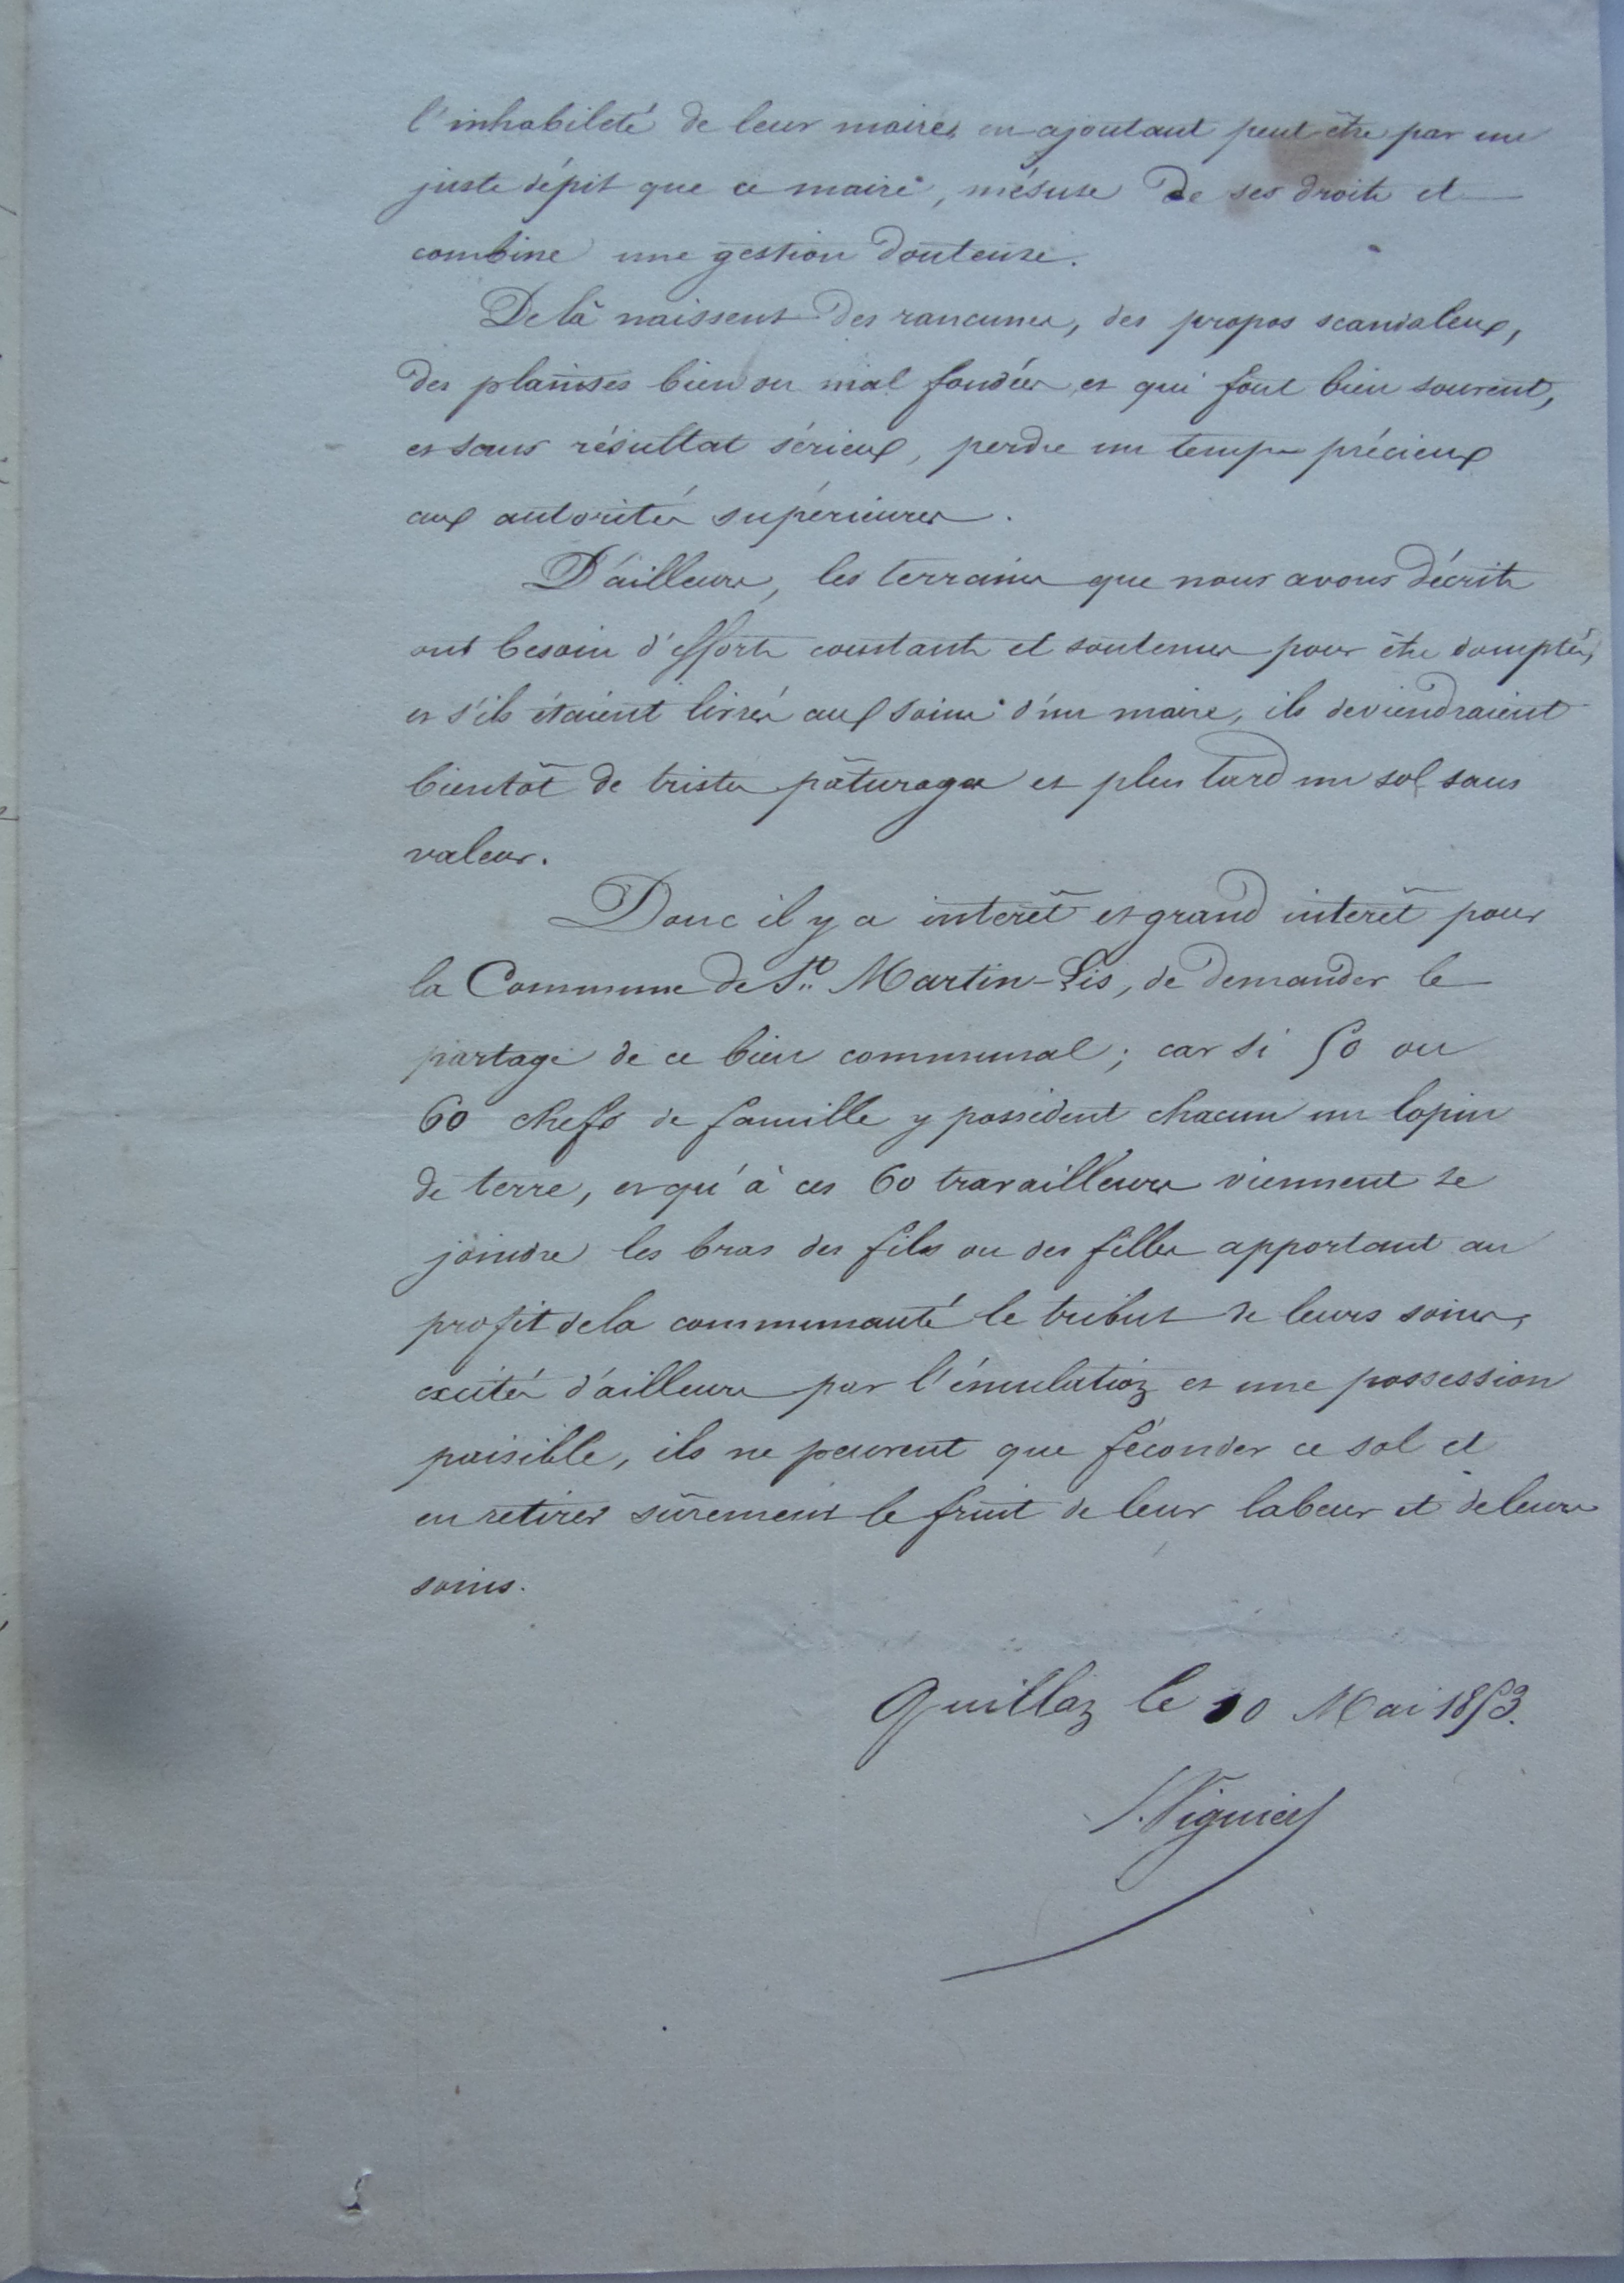 l'inhabileté de leur maire, en ajoutant peut être par un
juste dépit que ce maire, mésuse de ses droits et
combine une gestion douteuse.
De là naissent des rancunes, des propos scandaleux,
des plaintes bien ou mal fondées et qui font bien souvent,
et sans résultat sérieux, perdre un temps précieux
aux autorités supérieures.
D'ailleurs, les terrains que nous avons décrits
ont besoin d'efforts constants et soutenus pour être domptés,
et s'ils étaient livrés aux soins d'un maire, ils deviendraient
bientôt de tristes pâturages et plus tard un sol sans
valeur.
Donc il y a interêt et grand interêt pour
la Commune de St. Martin-Lis, de demander le
partage de ce bien communal; car si 50 ou
60 chefs de famille y possèdent chacun un lopin
de terre, et qu'à ces 60 travailleurs viennent se
joindre les bras des fils ou des filles apportant au
profit de la communauté le tribut de leurs soins,
excités d'ailleurs par l'émulation et une possession
paisible, ils ne peuvent que féconder ce sol et
en retirer sûrement le fruit de leur labeur et de leurs
soins.
Quillan le 10 Mai 1853.
Viguier